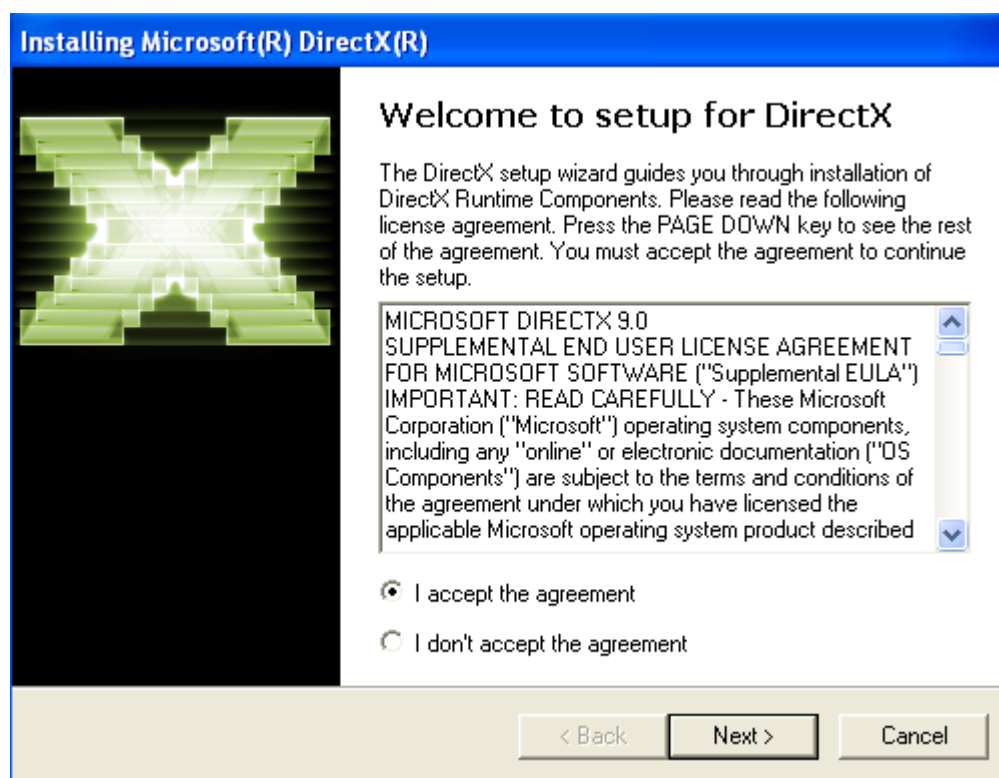 Installing Microsoft(R) DirectX(R)
Welcome to setup for DirectX
The DirectX setup wizard guides you through installation of
DirectX Runtime Components. Please read the following
license agreement. Press the PAGE DOWN key to see the rest
of the agreement. You must accept the agreement to continue
the setup.
MICROSOFT DIRECTX 9.0
SUPPLEMENTAL END USER LICENSE AGREEMENT
FOR MICROSOFT SOFTWARE ("Supplemental EULA")
IMPORTANT: READ CAREFULLY - These Microsoft
Corporation ("Microsoft") operating system components,
including any "online" or electronic documentation ("OS
Components") are subject to the terms and conditions of
the agreement under which you have licensed the
applicable Microsoft operating system product described
I accept the agreement
I don't accept the agreement
< Back
Next >
Cancel